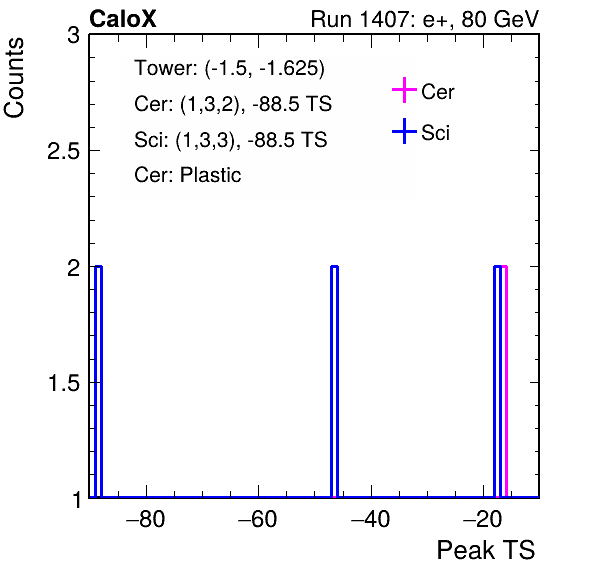 CaloX Run 1407: e+, 80 GeV
Counts
3
2.5
2
1.5
1
Tower: (-1.5, -1.625)
Cer: (1,3,2), -88.5 TS
Sci: (1,3,3), -88.5 TS
Cer: Plastic
Cer
Sci
−80 −60 −40 −20
Peak TS